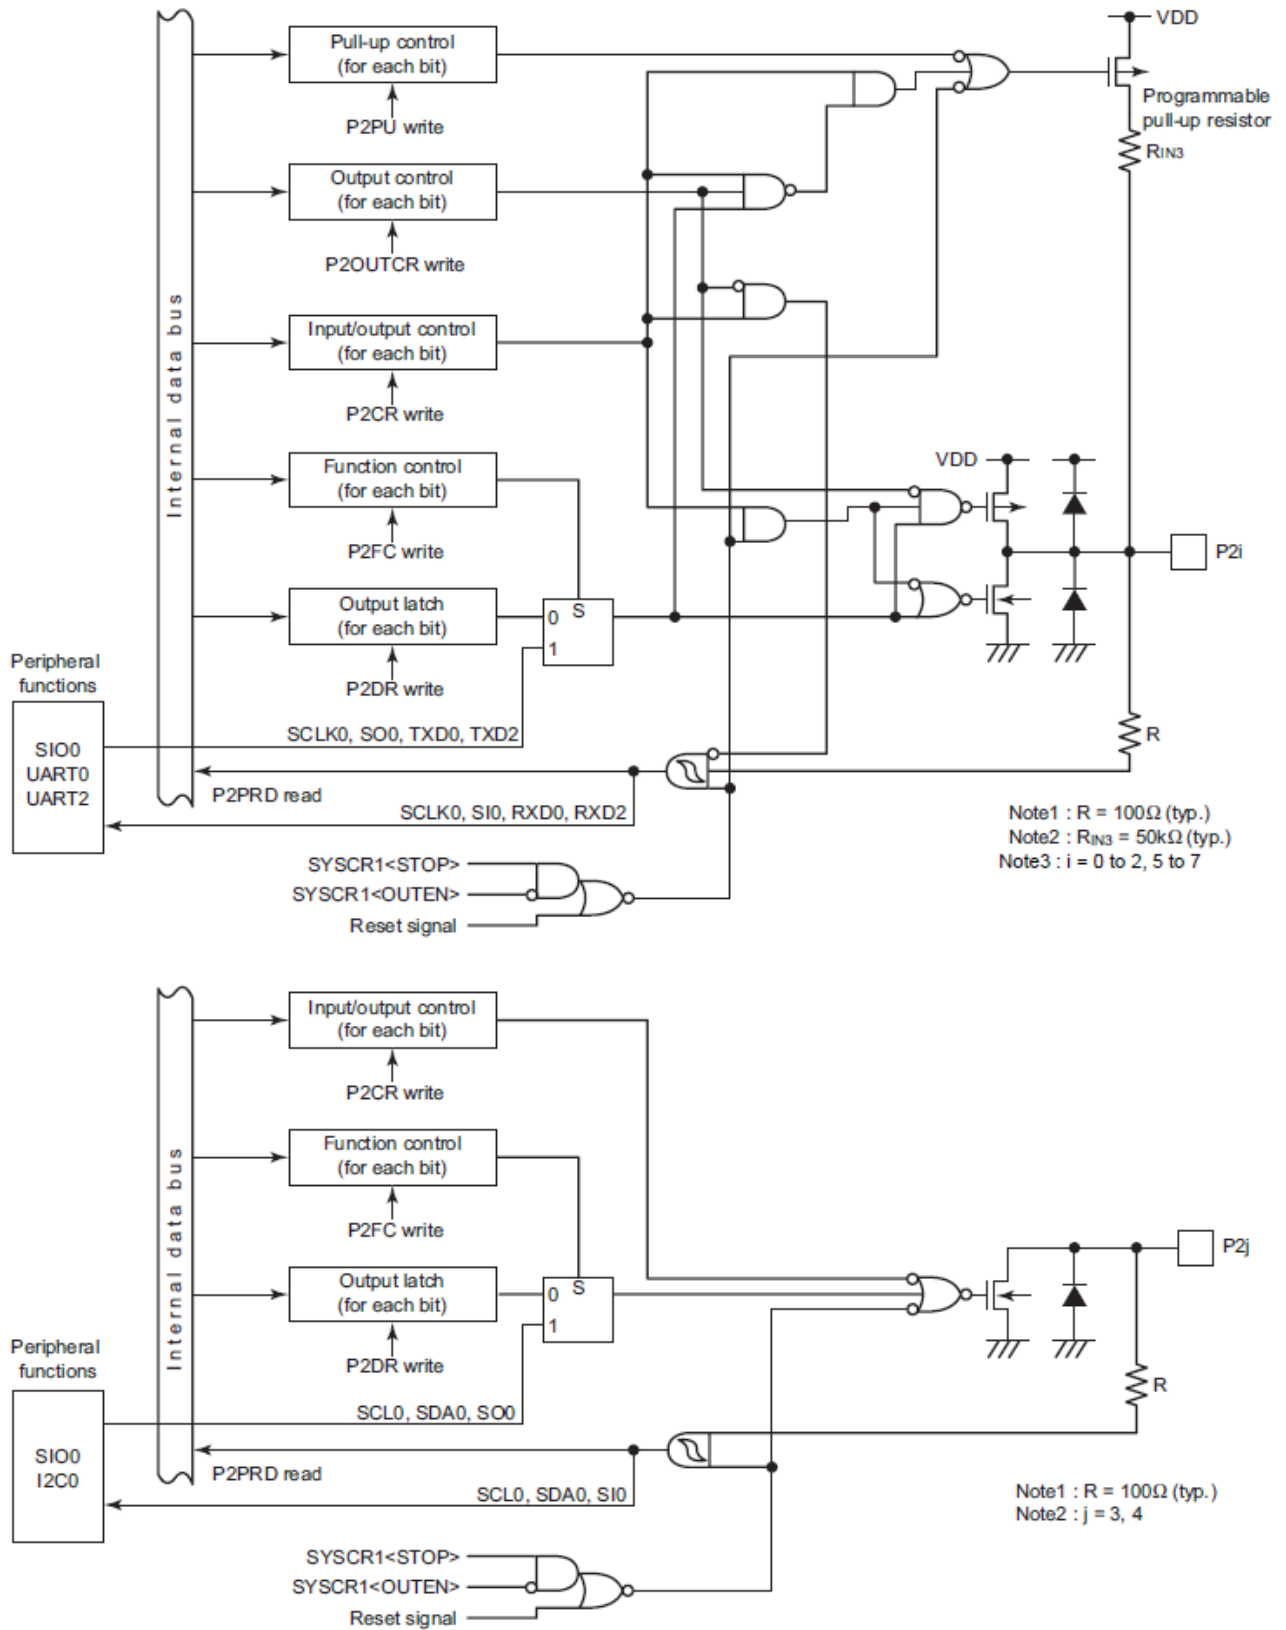 VDD
Pull-up control
(for each bit)
P2PU write
Programmable
pull-up resistor
RIN3
Output control
(for each bit)
P2OUTCR write
Internal data bus
Input/output control
(for each bit)
P2CR write
Function control
(for each bit)
P2FC write
VDD
P2i
Output latch
(for each bit)
P2DR write
0 S
1
Peripheral
functions
SIO0
UART0
UART2
SCLK0, SO0, TXD0, TXD2
R
P2PRD read
SCLK0, SI0, RXD0, RXD2
Note1 : R = 100Ω (typ.)
Note2 : RIN3 = 50kΩ (typ.)
Note3 : i = 0 to 2, 5 to 7
SYSCR1<STOP>
SYSCR1<OUTEN>
Reset signal
Input/output control
(for each bit)
P2CR write
Internal data bus
Function control
(for each bit)
P2FC write
P2j
Output latch
(for each bit)
P2DR write
0 S
1
Peripheral
functions
SIO0
I2C0
SCL0, SDA0, SO0
R
P2PRD read
SCL0, SDA0, SI0
Note1 : R = 100Ω (typ.)
Note2 : j = 3, 4
SYSCR1<STOP>
SYSCR1<OUTEN>
Reset signal